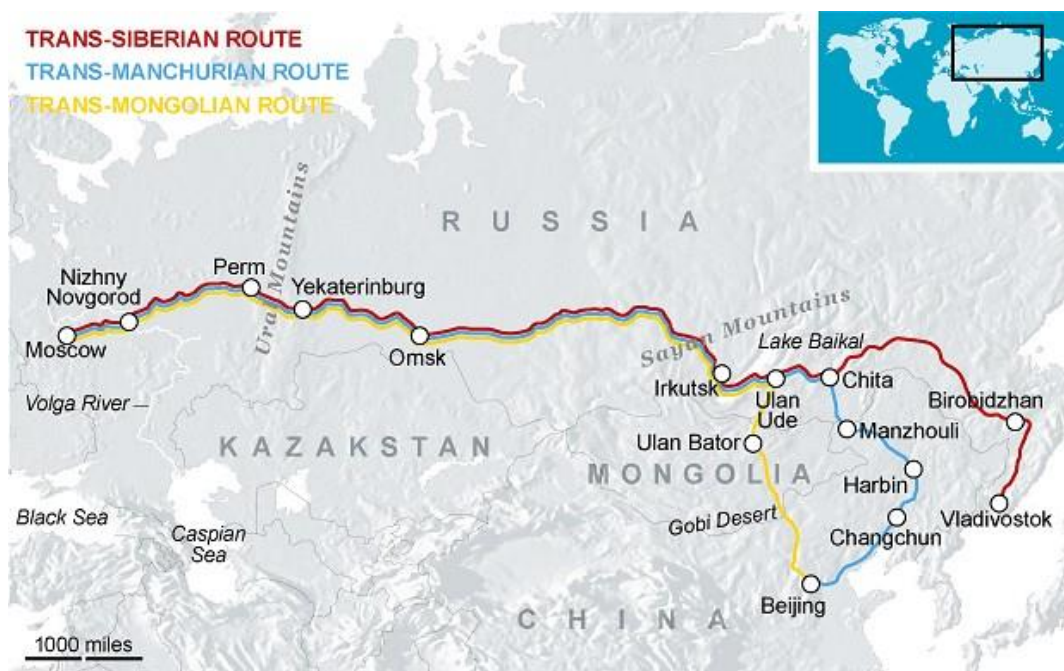 TRANS-SIBERIAN ROUTE
TRANS-MANCHURIAN ROUTE
TRANS-MONGOLIAN ROUTE
RUSSIA
Ural Mountains
Perm
Nizhny
Novgorod
Yekaterinburg
Moscow
Omsk
Sayan Mountains
Lake Baikal
Irkutsk
Ulan
Ude
Chita
Birobidzhan
Volga River
KAZAKSTAN
Ulan Bator
Manzhouli
MONGOLIA
Harbin
Black Sea
Caspian
Sea
Gobi Desert
Changchun
Vladivostok
Beijing
CHINA
1000 miles